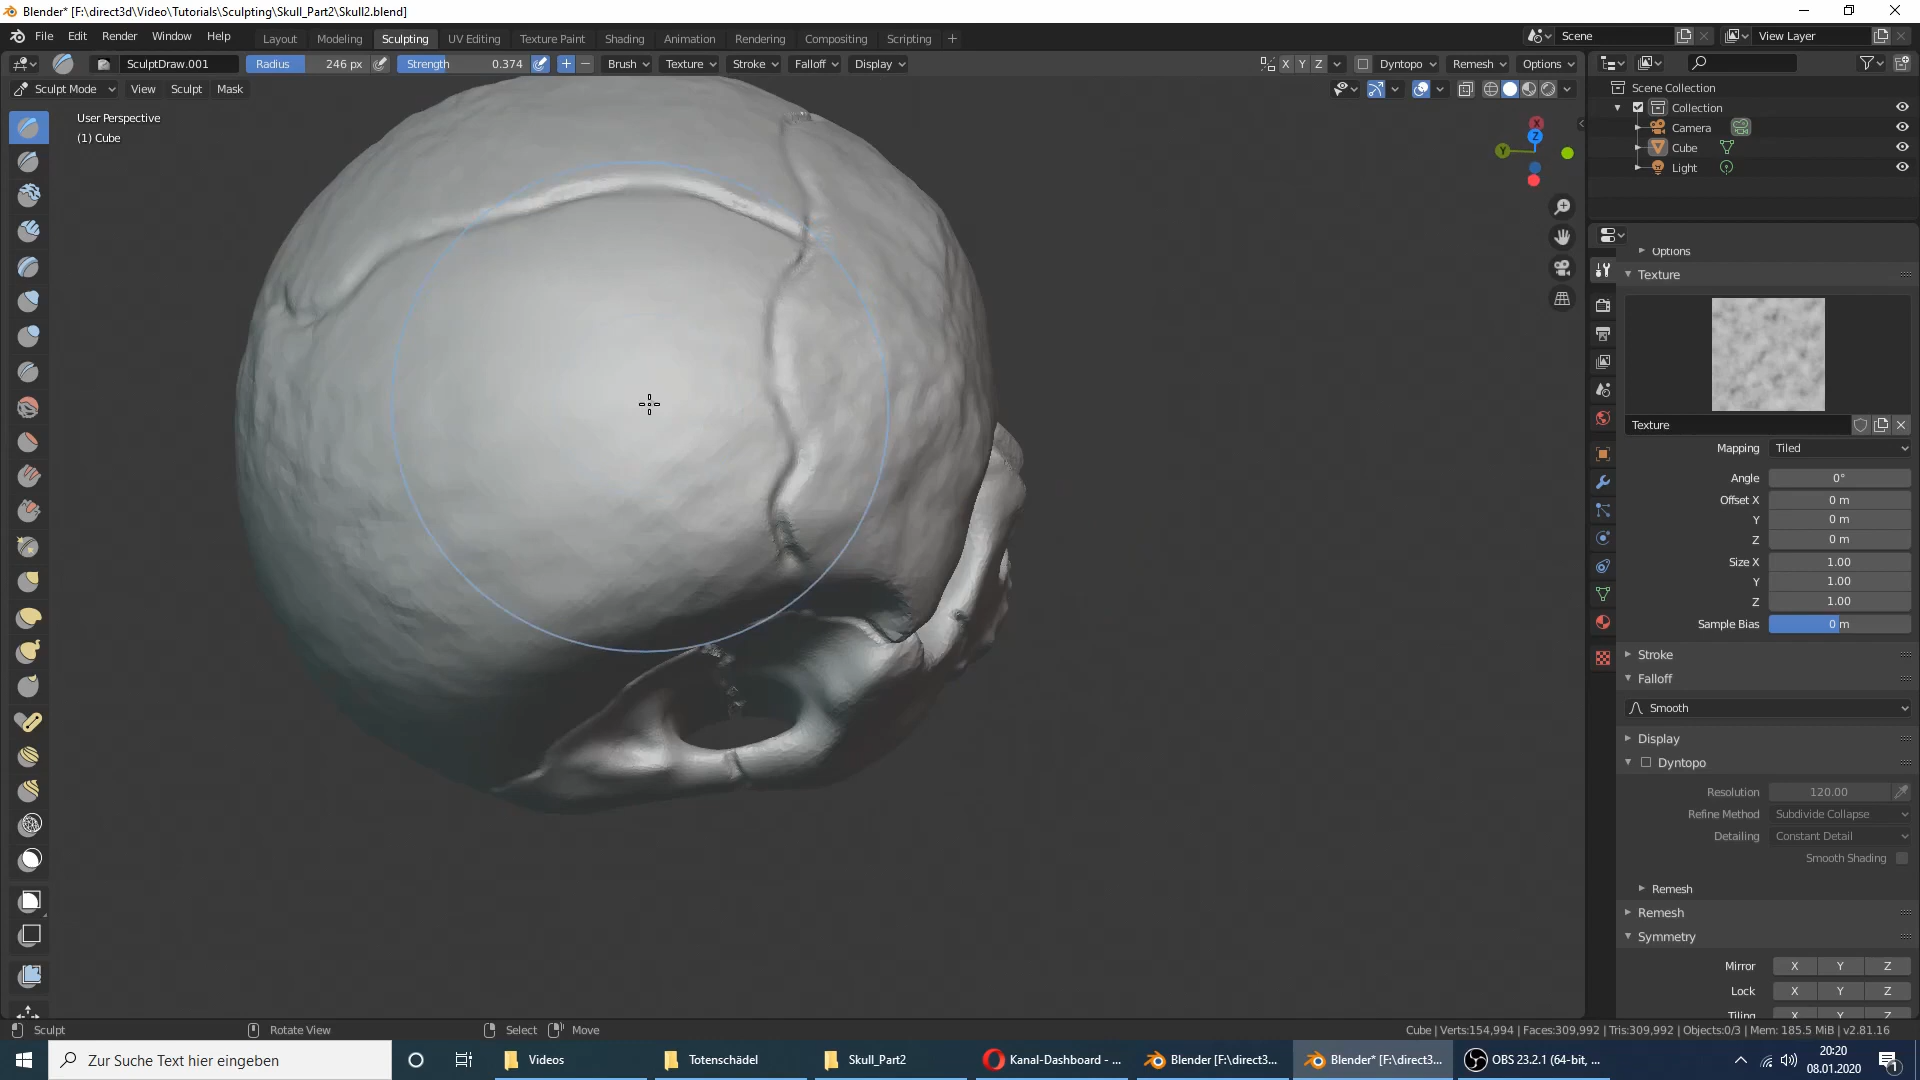 Blender* [F:\direct3d\Video\Tutorials\Sculpting\Skull_Part2\Skull2.blend]
File Edit Render Window Help Layout Modeling Sculpting UV Editing Texture Paint Shading Animation Rendering Compositing Scripting + Scene View Layer
SculptDraw.001 Radius 246 px Strength 0.374 + − Brush Texture Stroke Falloff Display X Y Z Dyntopo Remesh Options
Sculpt Mode View Sculpt Mask
User Perspective
(1) Cube
X
Z
Y
Scene Collection
Collection
Camera
Cube
Light
Options
Texture
Texture
Mapping Tiled
Angle 0°
Offset X 0 m
Y 0 m
Z 0 m
Size X 1.00
Y 1.00
Z 1.00
Sample Bias 0 m
Stroke
Falloff
Smooth
Display
Dyntopo
Resolution 120.00
Refine Method Subdivide Collapse
Detailing Constant Detail
Smooth Shading
Remesh
Remesh
Symmetry
Mirror X Y Z
Lock X Y Z
Tiling X Y Z
Sculpt Rotate View Select Move Cube | Verts:154,994 | Faces:309,992 | Tris:309,992 | Objects:0/3 | Mem: 185.5 MiB | v2.81.16
Zur Suche Text hier eingeben Videos Totenschädel Skull_Part2 Kanal-Dashboard - ... Blender [F:\direct3... Blender* [F:\direct3... OBS 23.2.1 (64-bit, ... 20:20
08.01.2020
1